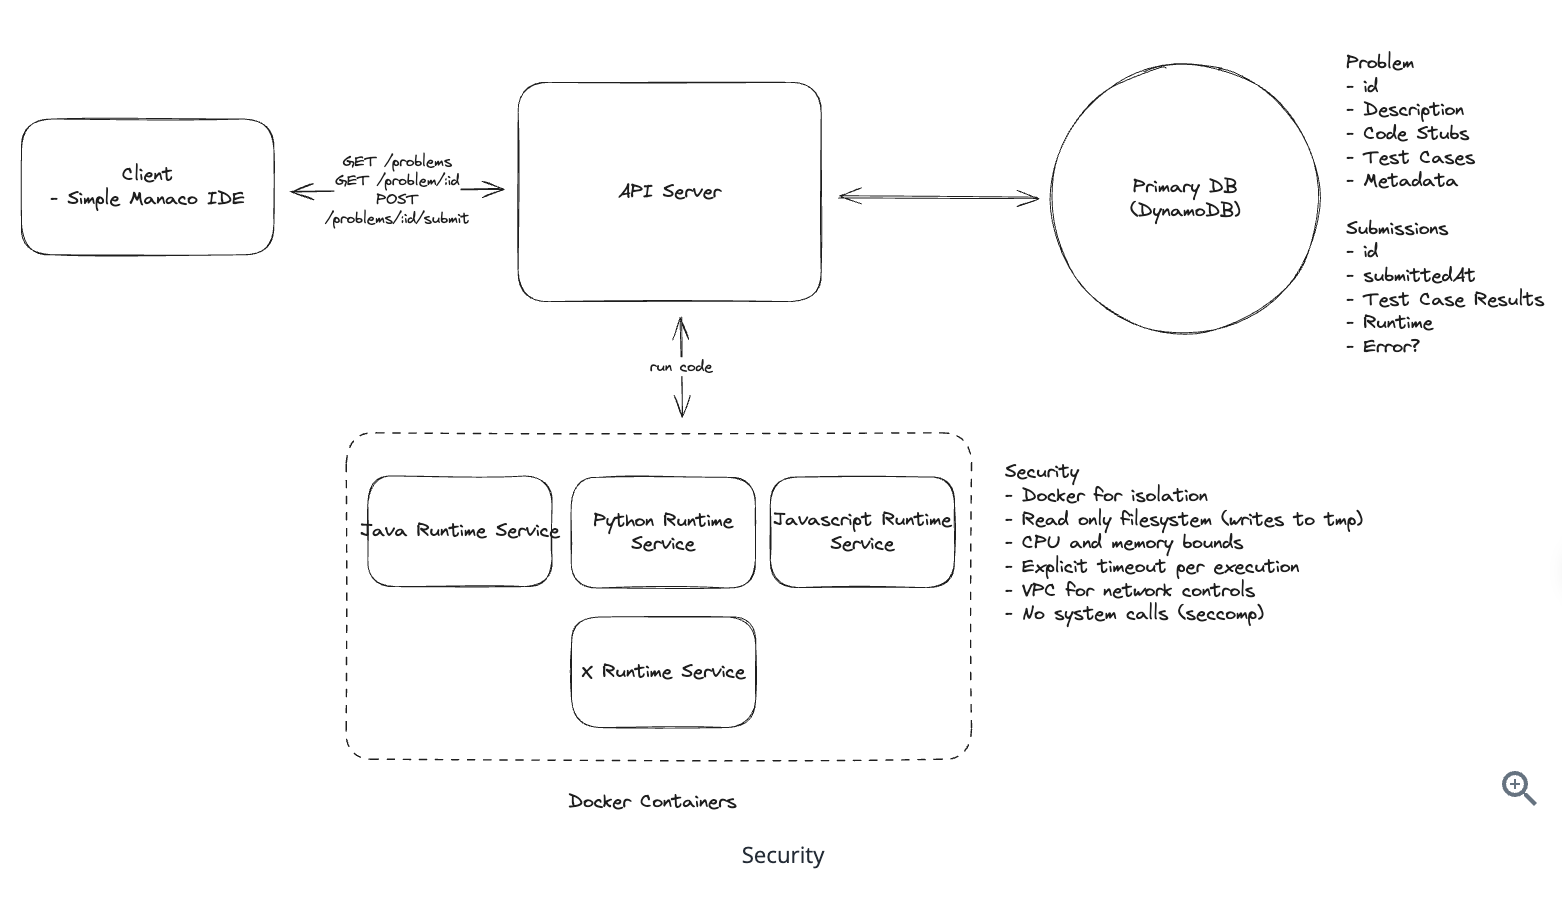 Client
- Simple Manaco IDE
GET /problems
GET /problem/:id
POST
/problems/:id/submit
API Server
Primary DB
(DynamoDB)
Problem
- id
- Description
- Code Stubs
- Test Cases
- Metadata
Submissions
- id
- submittedAt
- Test Case Results
- Runtime
- Error?
run code
Java Runtime Service
Python Runtime
Service
Javascript Runtime
Service
X Runtime Service
Docker Containers
Security
- Docker for isolation
- Read only filesystem (writes to tmp)
- CPU and memory bounds
- Explicit timeout per execution
- VPC for network controls
- No system calls (seccomp)
Security